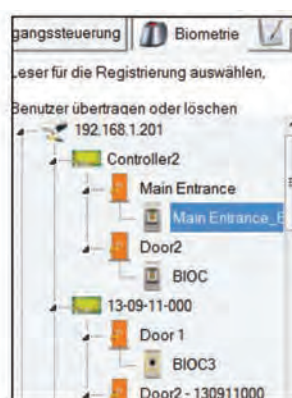 gangssteuerung Biometrie
Leser für die Registrierung auswählen,
Benutzer übertragen oder löschen
192.168.1.201
Controller2
Main Entrance
Main Entrance_B
Door2
BIOC
13-09-11-000
Door 1
BIOC3
Door2 - 130911000